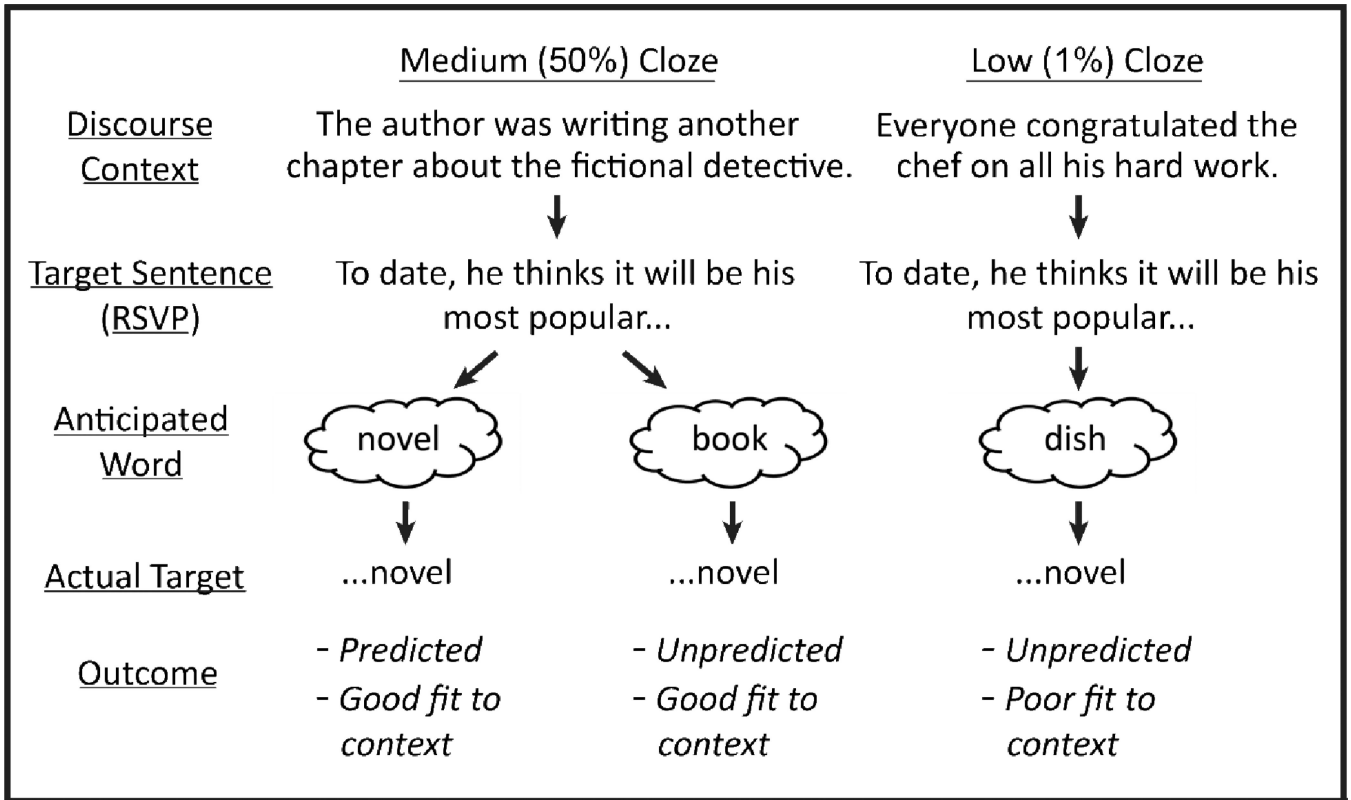 Medium (50%) Cloze
Low (1%) Cloze
Discourse
Context
The author was writing another
chapter about the fictional detective.
Everyone congratulated the
chef on all his hard work.
Target Sentence
(RSVP)
To date, he thinks it will be his
most popular...
To date, he thinks it will be his
most popular...
Anticipated
Word
novel
book
dish
Actual Target
...novel
...novel
...novel
Outcome
- Predicted
- Good fit to
context
- Unpredicted
- Good fit to
context
- Unpredicted
- Poor fit to
context